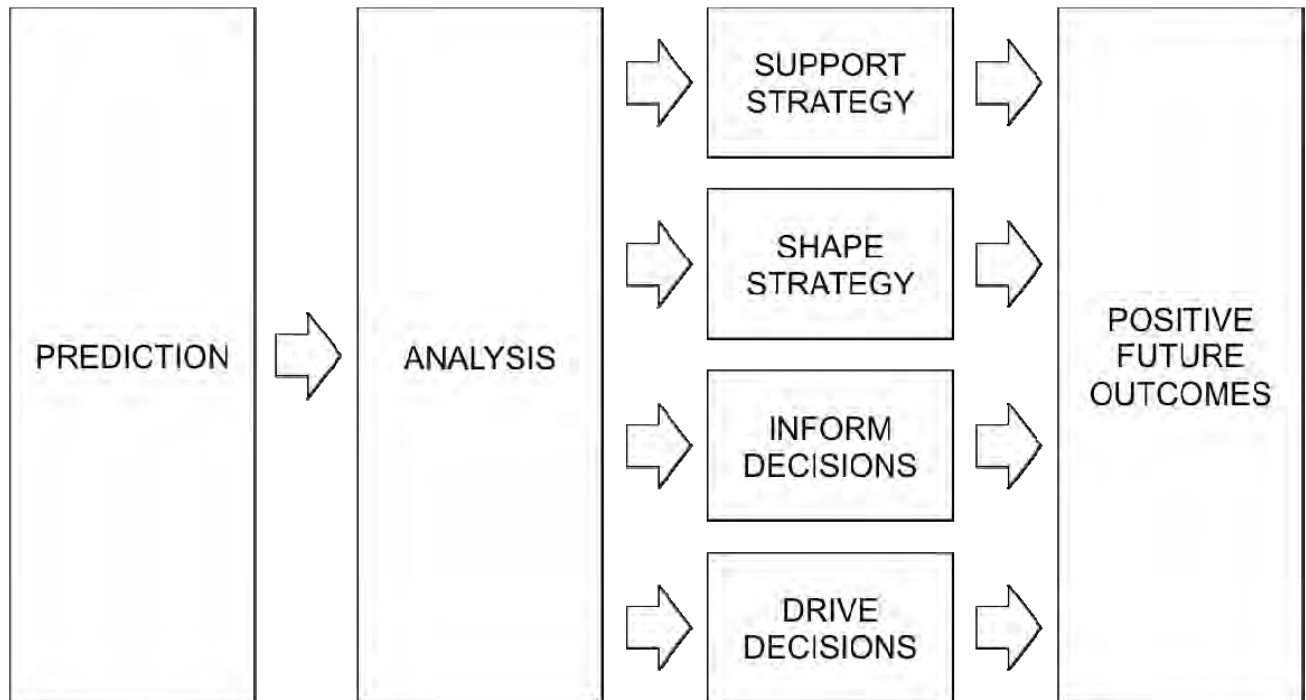 PREDICTION
ANALYSIS
SUPPORT
STRATEGY
SHAPE
STRATEGY
INFORM
DECISIONS
DRIVE
DECISIONS
POSITIVE
FUTURE
OUTCOMES